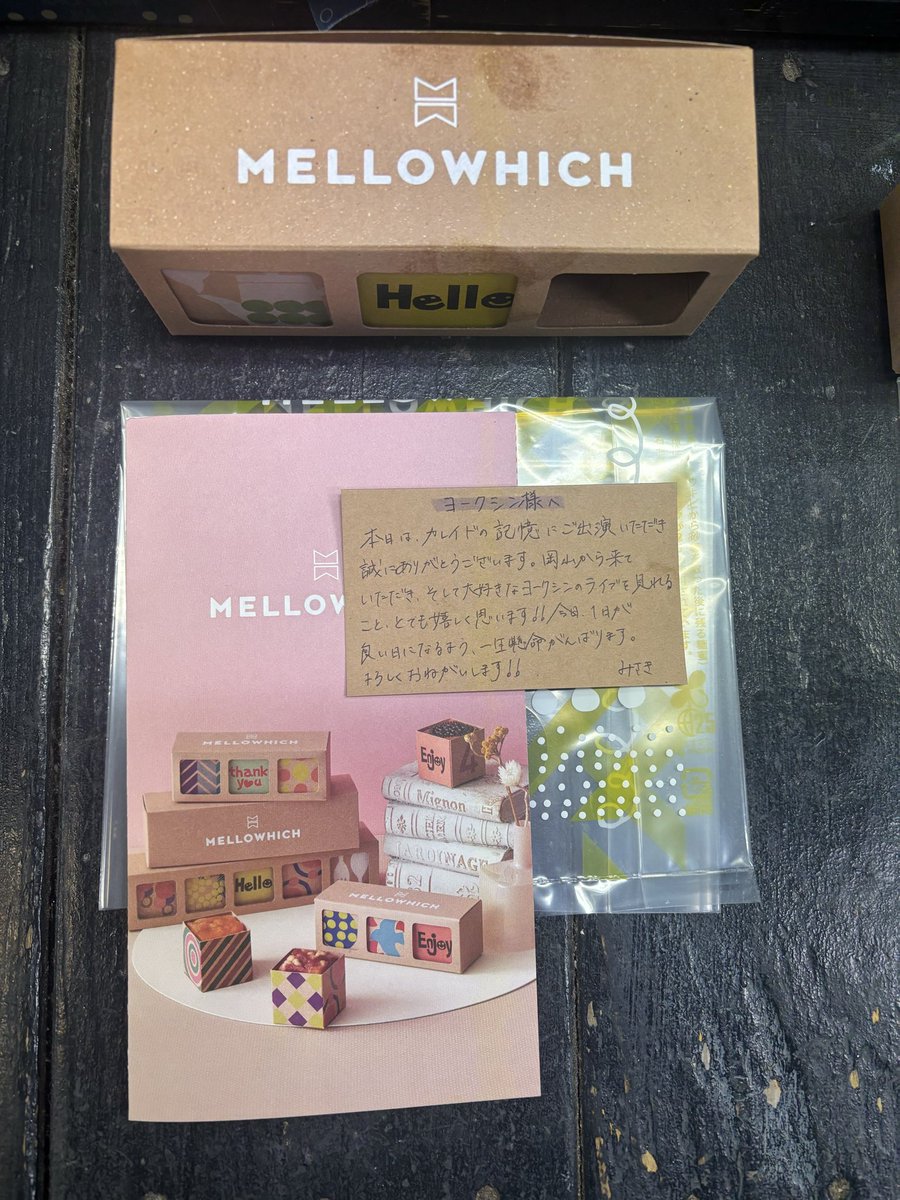 MELLOWHICH
Hello
MELLOWHICH
ヨークシン様へ
本日は、カレイドの記憶にご出演いただき
誠にありがとうございます。岡山から来て
いただき、そして大好きなヨークシンのライブを見れる
こと、とても嬉しく思います!!今日、1日が
良い日になるよう、一生懸命がんばります。
よろしくおねがいします!!
みさき
MELLOW
Enjoy
MELLOWHICH
thank
you
Mignon
MELLOWHICH
JARDINAGE
Hello
MELLOWHICH
Enjoy